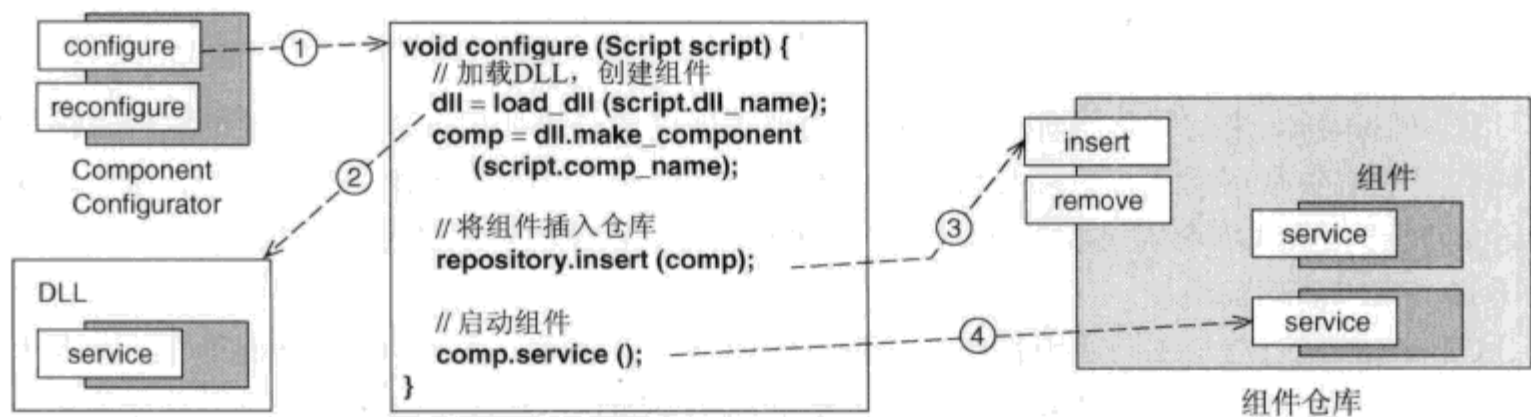 configure
reconfigure
Component
Configurator
①
②
DLL
service
void configure (Script script) {
// 加载DLL，创建组件
dll = load_dll (script.dll_name);
comp = dll.make_component
(script.comp_name);
// 将组件插入仓库
repository.insert (comp);
// 启动组件
comp.service ();
}
③
④
insert
remove
组件
service
service
组件仓库